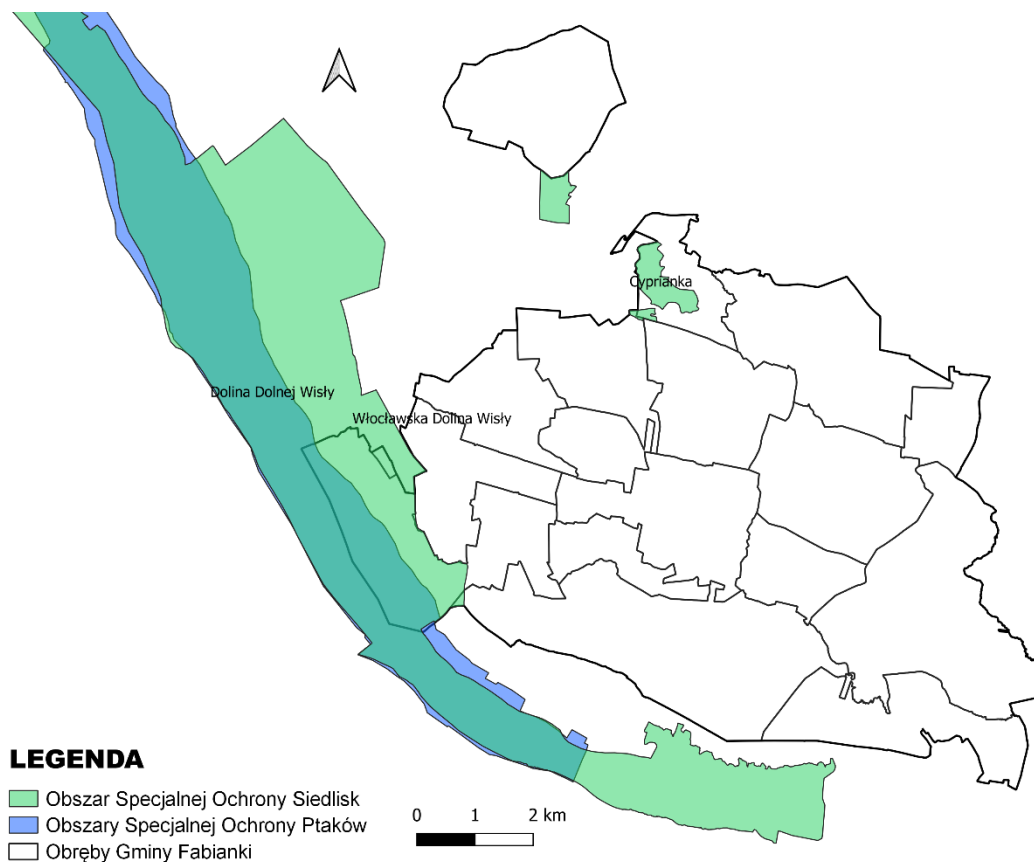 Cyprianka
Dolina Dolnej Wisły
Włocławska Dolina Wisły
LEGENDA
Obszar Specjalnej Ochrony Siedlisk
Obszary Specjalnej Ochrony Ptaków
Obręby Gminy Fabianki
0 1 2 km